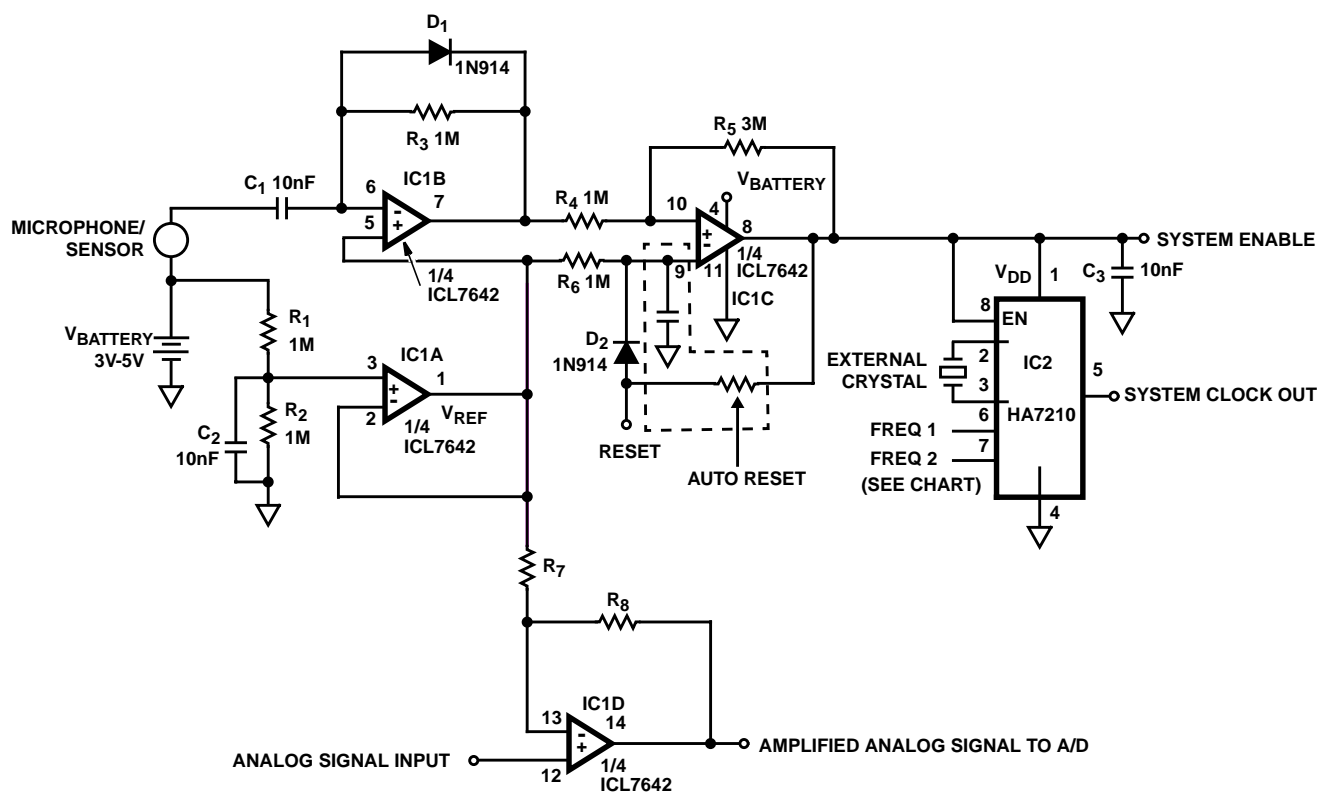 D1
1N914
R3 1M
R5 3M
C1 10nF
IC1B
6
7
5
-
+
1/4
ICL7642
MICROPHONE/
SENSOR
R4 1M
VBATTERY
10
4
8
+
-
9
11
1/4
ICL7642
IC1C
R6 1M
SYSTEM ENABLE
C3
10nF
VDD
1
8
EN
2
3
IC2
HA7210
5
6
7
4
EXTERNAL
CRYSTAL
SYSTEM CLOCK OUT
FREQ 1
FREQ 2
(SEE CHART)
VBATTERY
3V-5V
R1
1M
R2
1M
C2
10nF
IC1A
3
1
2
+
-
VREF
1/4
ICL7642
D2
1N914
RESET
AUTO RESET
R7
R8
IC1D
13
14
12
-
+
1/4
ICL7642
ANALOG SIGNAL INPUT
AMPLIFIED ANALOG SIGNAL TO A/D